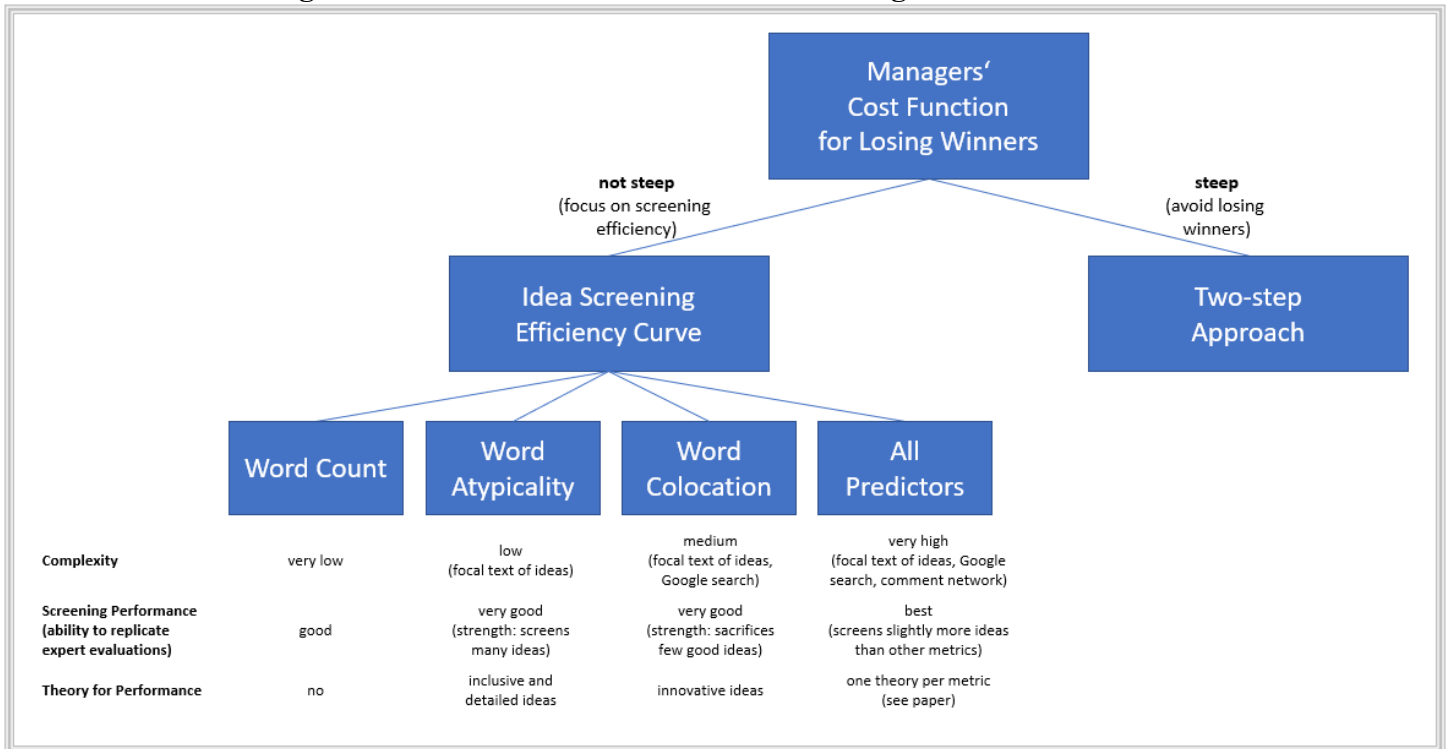 Managers‘
Cost Function
for Losing Winners
not steep
(focus on screening
efficiency)
steep
(avoid losing
winners)
Idea Screening
Efficiency Curve
Two-step
Approach
Word Count
Word
Atypicality
Word
Colocation
All
Predictors
Complexity
very low
low
(focal text of ideas)
medium
(focal text of ideas,
Google search)
very high
(focal text of ideas, Google
search, comment network)
Screening Performance
(ability to replicate
expert evaluations)
good
very good
(strength: screens
many ideas)
very good
(strength: sacrifices
few good ideas)
best
(screens slightly more ideas
than other metrics)
Theory for Performance
no
inclusive and
detailed ideas
innovative ideas
one theory per metric
(see paper)